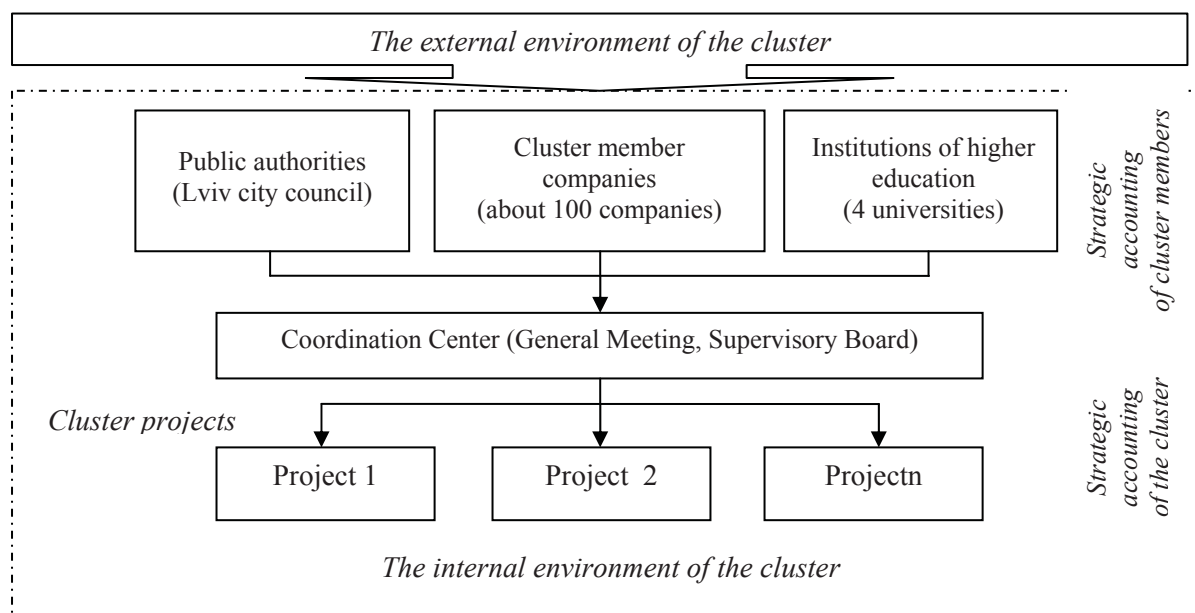 The external environment of the cluster
Public authorities
(Lviv city council)
Cluster member
companies
(about 100 companies)
Institutions of higher
education
(4 universities)
Strategic
accounting
of cluster members
Coordination Center (General Meeting, Supervisory Board)
Cluster projects
Project 1
Project 2
Projectn
Strategic
accounting
of the cluster
The internal environment of the cluster